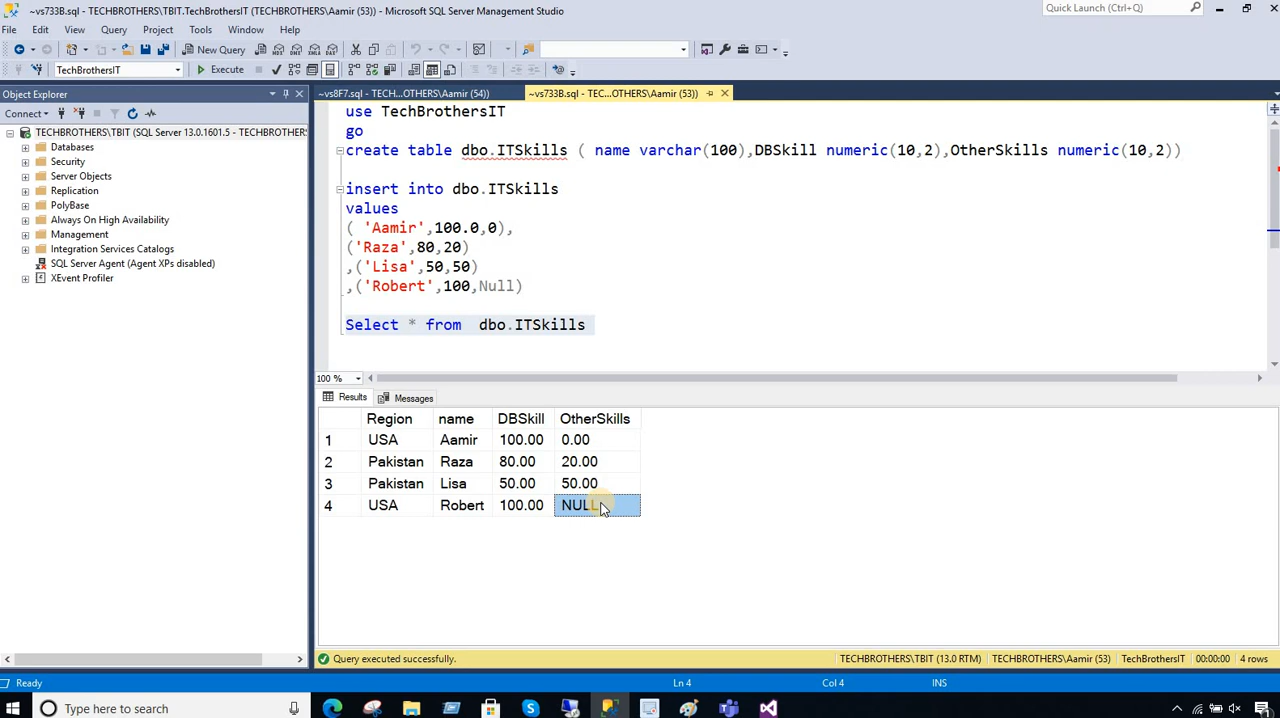 ~vs733B.sql - TECHBROTHERS\TBIT.TechBrothersIT (TECHBROTHERS\Aamir (53)) - Microsoft SQL Server Management Studio
Quick Launch (Ctrl+Q)
File Edit View Query Project Tools Window Help
New Query
TechBrothersIT Execute
Object Explorer
~vs8F7.sql - TECH...OTHERS\Aamir (54)) ~vs733B.sql - TEC...OTHERS\Aamir (53))
Connect
TECHBROTHERS\TBIT (SQL Server 13.0.1601.5 - TECHBROTHERS
Databases
Security
Server Objects
Replication
PolyBase
Always On High Availability
Management
Integration Services Catalogs
SQL Server Agent (Agent XPs disabled)
XEvent Profiler
use TechBrothersIT
go
create table dbo.ITSkills ( name varchar(100),DBSkill numeric(10,2),OtherSkills numeric(10,2))
insert into dbo.ITSkills
values
( 'Aamir',100.0,0),
('Raza',80,20)
,('Lisa',50,50)
,('Robert',100,Null)
Select * from dbo.ITSkills
100 %
Results Messages
Region name DBSkill OtherSkills
1 USA Aamir 100.00 0.00
2 Pakistan Raza 80.00 20.00
3 Pakistan Lisa 50.00 50.00
4 USA Robert 100.00 NULL
Query executed successfully. TECHBROTHERS\TBIT (13.0 RTM) TECHBROTHERS\Aamir (53) TechBrothersIT 00:00:00 4 rows
Ready Ln 4 Col 4 INS
Type here to search